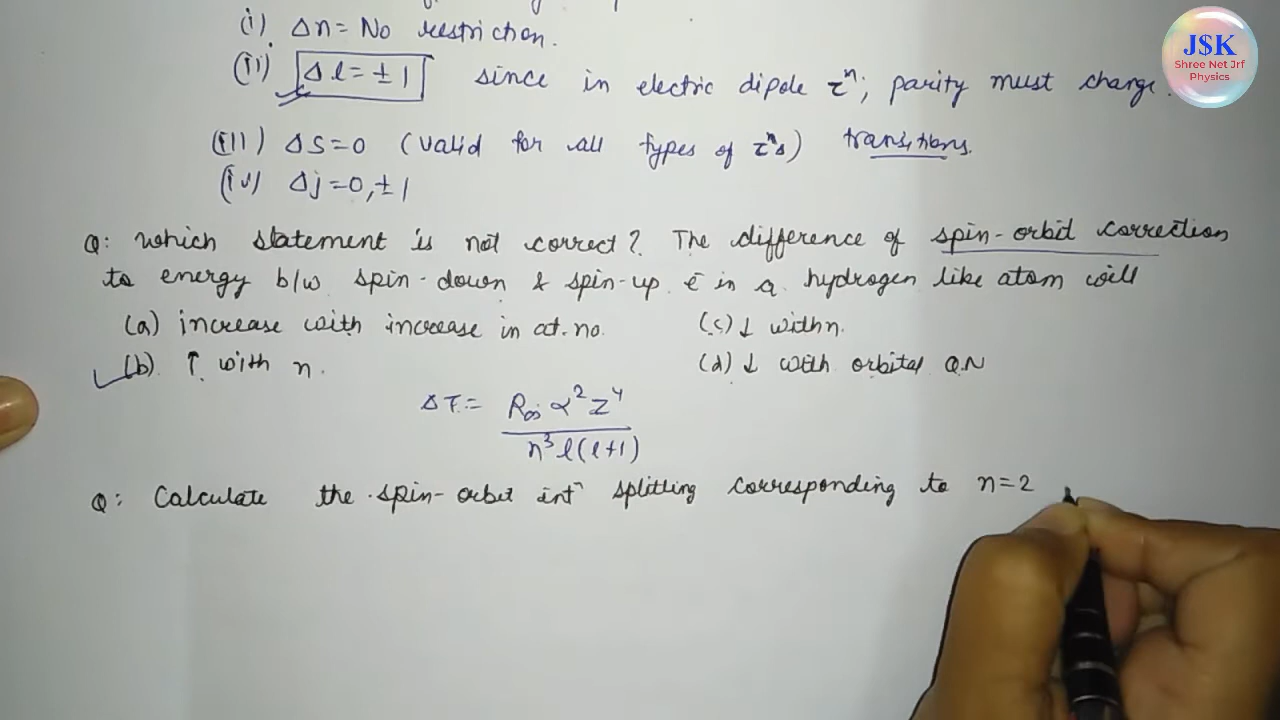 (i). Δn = No restriction.
(ii) Δl = ±1 since in electric dipole τⁿ; parity must change.
(iii) ΔS=0 (valid for all types of τⁿs) transitions.
(iv) Δj=0,±1
Q: which statement is not correct? The difference of spin-orbit correction
to energy b/w spin-down & spin-up e⁻ in a hydrogen like atom will
(a) increase with increase in at. no. (c) ↓ with n.
(b) ↑ with n. (d) ↓ with orbital Q.N
ΔT = R∞ α² Z⁴ / n³ l(l+1)
Q: Calculate the spin-orbit intⁿ splitting corresponding to n=2
JSK
Shree Net Jrf
Physics